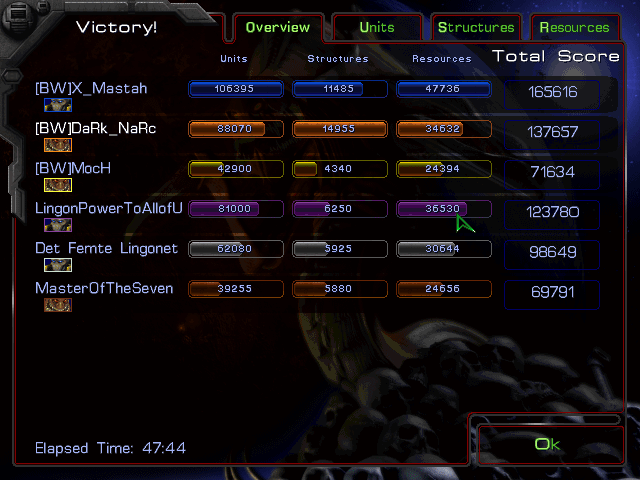 Victory!
Overview
Units
Structures
Resources
Units Structures Resources Total Score
[BW]X_Mastah 106395 11485 47736 165616
[BW]DaRk_NaRc 88070 14955 34632 137657
[BW]MocH 42900 4340 24394 71634
LingonPowerToAllofU 81000 6250 36530 123780
Det Femte Lingonet 62080 5925 30644 98649
MasterOfTheSeven 39255 5880 24656 69791
Elapsed Time: 47:44
Ok